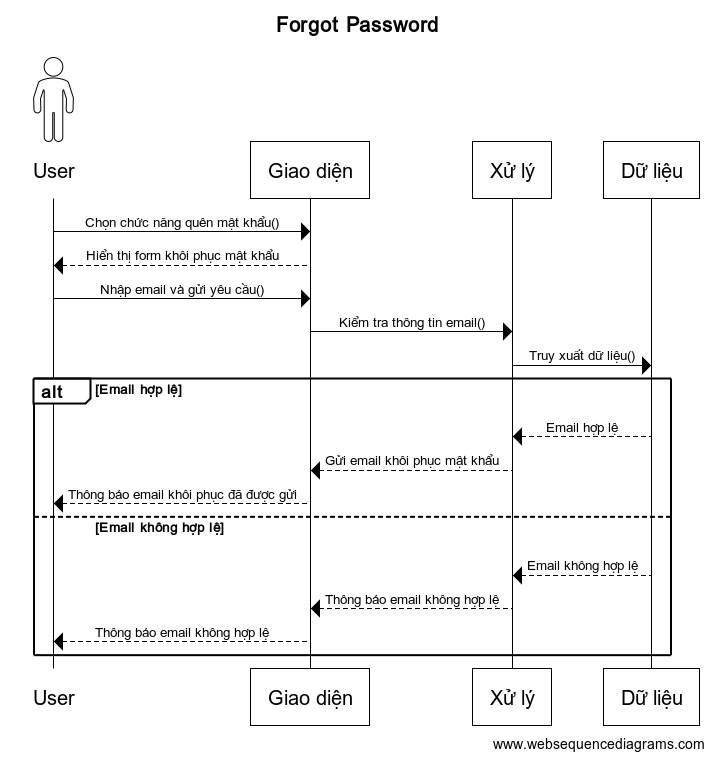 Forgot Password
User
Giao diện
Xử lý
Dữ liệu
Chọn chức năng quên mật khẩu()
Hiển thị form khôi phục mật khẩu
Nhập email và gửi yêu cầu()
Kiểm tra thông tin email()
Truy xuất dữ liệu()
alt
[Email hợp lệ]
Email hợp lệ
Gửi email khôi phục mật khẩu
Thông báo email khôi phục đã được gửi
[Email không hợp lệ]
Email không hợp lệ
Thông báo email không hợp lệ
Thông báo email không hợp lệ
User
Giao diện
Xử lý
Dữ liệu
www.websequencediagrams.com